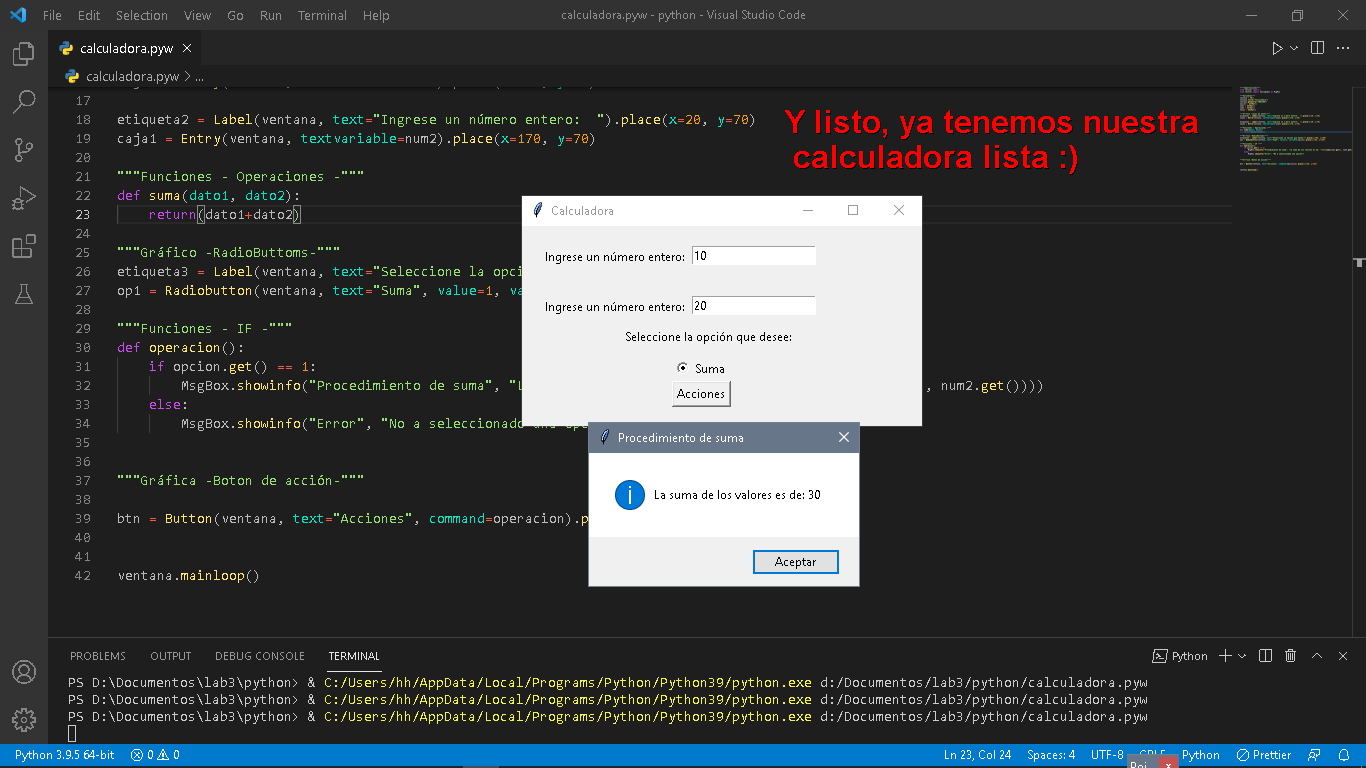 File Edit Selection View Go Run Terminal Help
calculadora.pyw - python - Visual Studio Code
calculadora.pyw
calculadora.pyw > ...
17
18 etiqueta2 = Label(ventana, text="Ingrese un número entero:  ").place(x=20, y=70)
19 caja1 = Entry(ventana, textvariable=num2).place(x=170, y=70)
20
21 """Funciones - Operaciones -"""
22 def suma(dato1, dato2):
23 return(dato1+dato2)
24
25 """Gráfico -RadioButtoms-"""
26 etiqueta3 = Label(ventana, text="Seleccione la opci
27 op1 = Radiobutton(ventana, text="Suma", value=1, va
28
29 """Funciones - IF -"""
30 def operacion():
31 if opcion.get() == 1:
32 MsgBox.showinfo("Procedimiento de suma", "L , num2.get())))
33 else:
34 MsgBox.showinfo("Error", "No a seleccionado una ope
35
36
37 """Gráfica -Boton de acción-"""
38
39 btn = Button(ventana, text="Acciones", command=operacion).p
40
41
42 ventana.mainloop()
Y listo, ya tenemos nuestra
calculadora lista :)
Calculadora
Ingrese un número entero: 10
Ingrese un número entero: 20
Seleccione la opción que desee:
Suma
Acciones
Procedimiento de suma
La suma de los valores es de: 30
Aceptar
PROBLEMS OUTPUT DEBUG CONSOLE TERMINAL
Python
PS D:\Documentos\lab3\python> & C:/Users/hh/AppData/Local/Programs/Python/Python39/python.exe d:/Documentos/lab3/python/calculadora.pyw
PS D:\Documentos\lab3\python> & C:/Users/hh/AppData/Local/Programs/Python/Python39/python.exe d:/Documentos/lab3/python/calculadora.pyw
PS D:\Documentos\lab3\python> & C:/Users/hh/AppData/Local/Programs/Python/Python39/python.exe d:/Documentos/lab3/python/calculadora.pyw
Python 3.9.5 64-bit 0 0 Ln 23, Col 24 Spaces: 4 UTF-8 Python Prettier